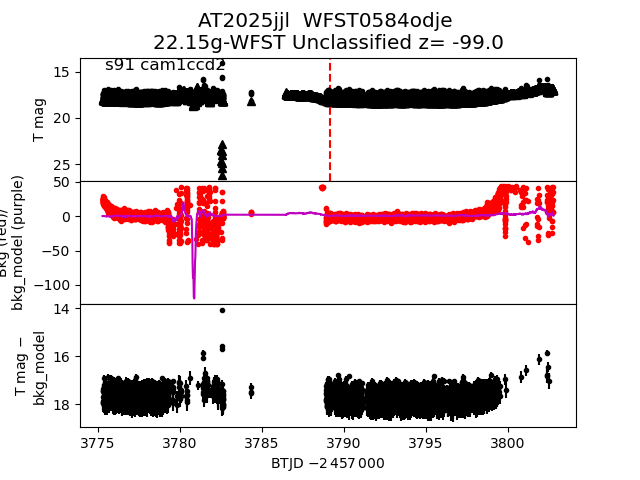 AT2025jjl  WFST0584odje
22.15g-WFST Unclassified z= -99.0
s91 cam1ccd2
15
20
25
T mag
50
0
−50
−100
Bkg (red)/
bkg_model (purple)
14
16
18
T mag −
bkg_model
3775 3780 3785 3790 3795 3800
BTJD −2 457 000